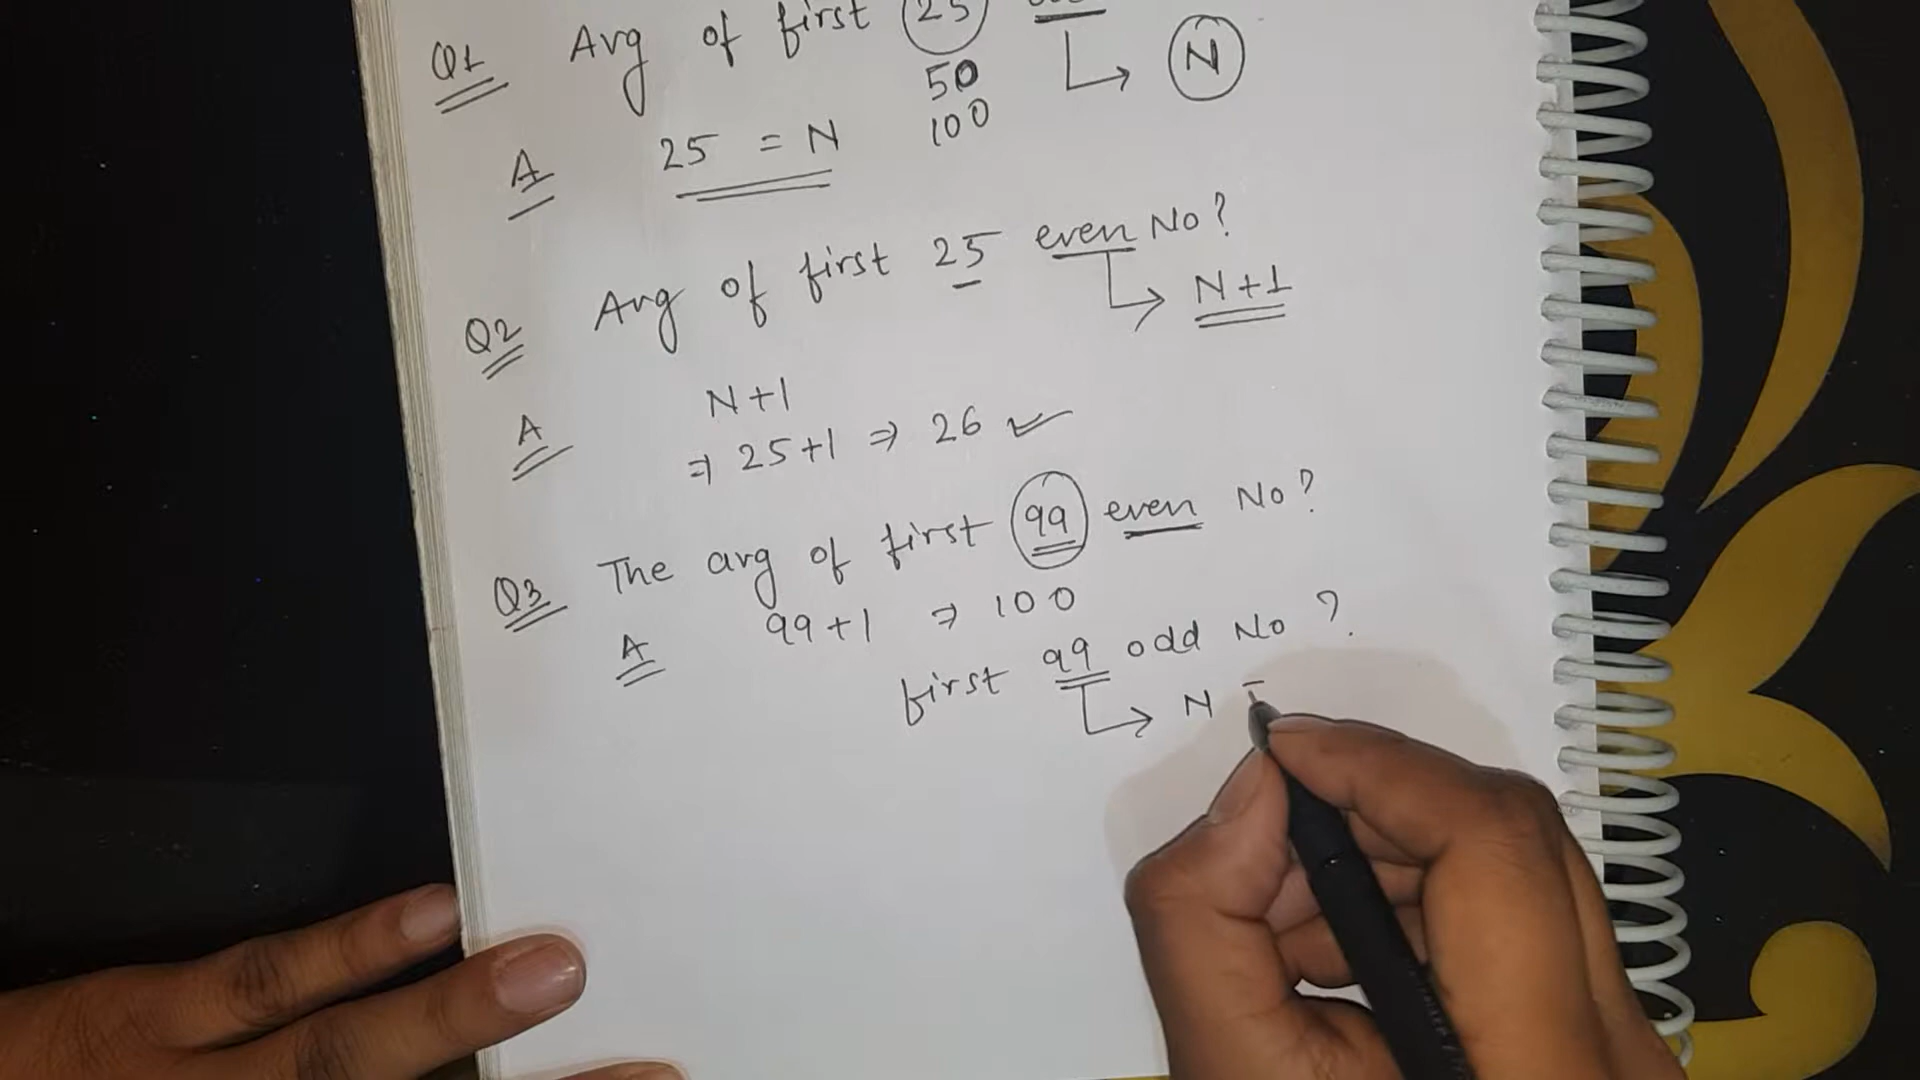 Q1 Avg of first 25
50
100
N
A 25 = N
Q2 Avg of first 25 even No?
N+1
A N+1
⇒ 25+1 ⇒ 26 ✓
Q3 The avg of first 99 even No?
A 99+1 ⇒ 100
first 99 odd No ?
N